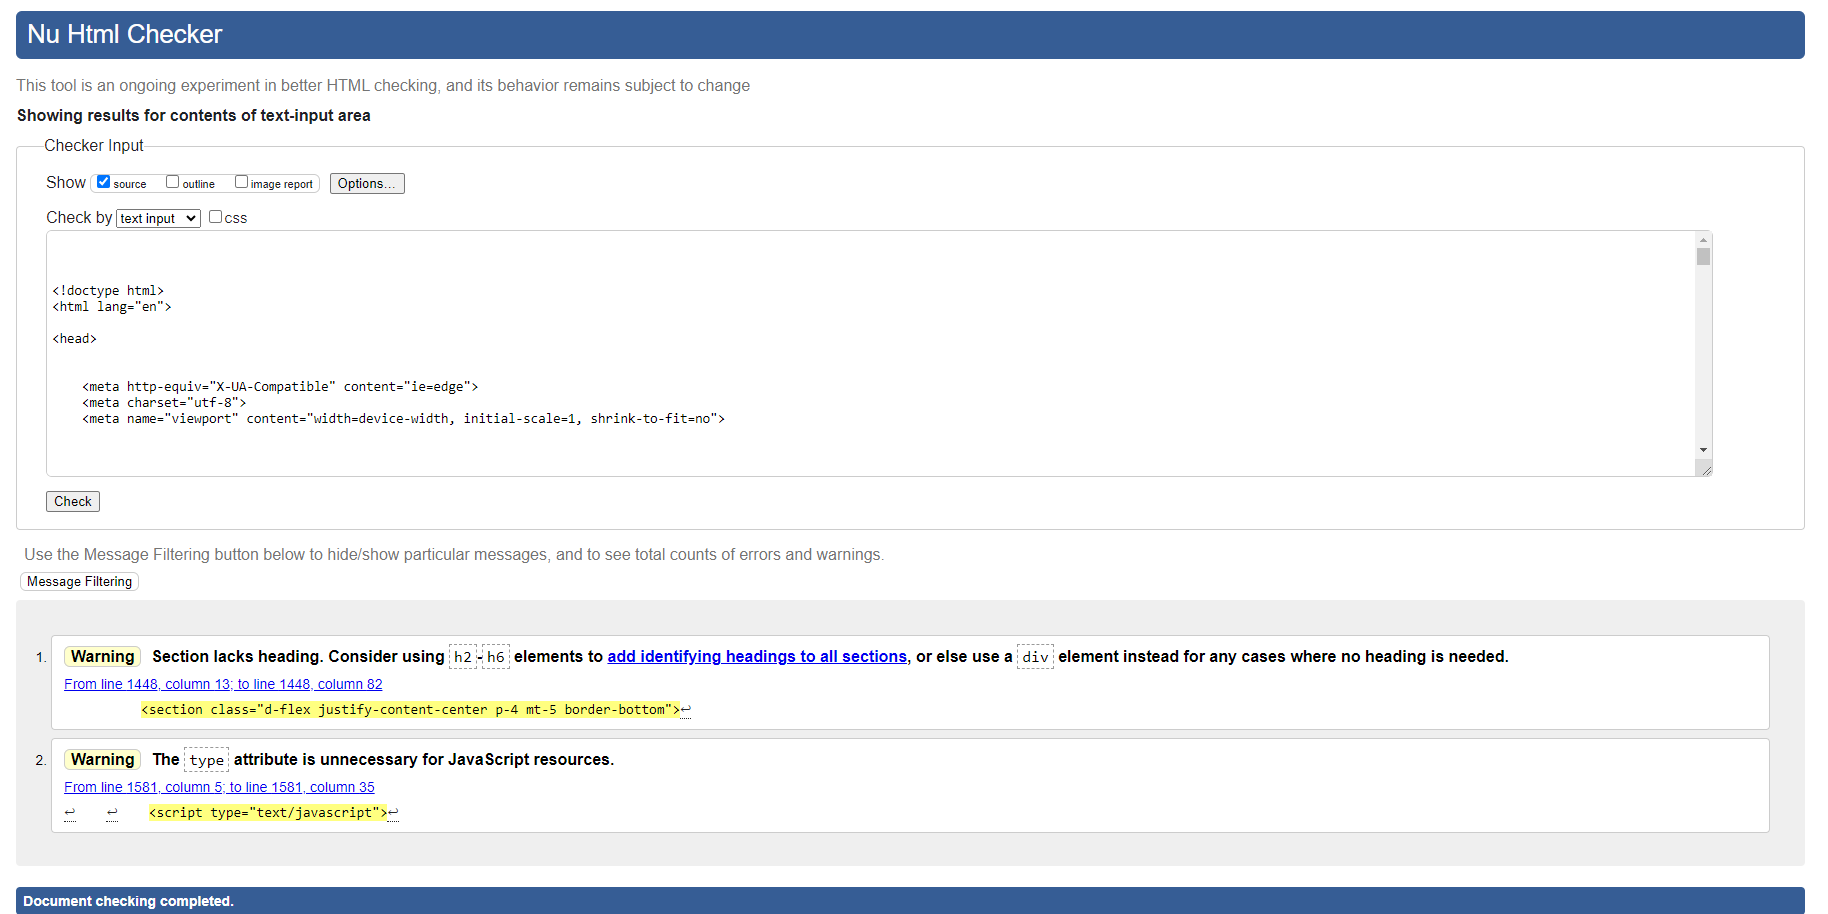 Nu Html Checker
This tool is an ongoing experiment in better HTML checking, and its behavior remains subject to change
Showing results for contents of text-input area
Checker Input
Show source outline image report Options...
Check by text input css
<!doctype html>
<html lang="en">
<head>
<meta http-equiv="X-UA-Compatible" content="ie=edge">
<meta charset="utf-8">
<meta name="viewport" content="width=device-width, initial-scale=1, shrink-to-fit=no">
Check
Use the Message Filtering button below to hide/show particular messages, and to see total counts of errors and warnings.
Message Filtering
1. Warning Section lacks heading. Consider using h2-h6 elements to add identifying headings to all sections, or else use a div element instead for any cases where no heading is needed.
From line 1448, column 13; to line 1448, column 82
<section class="d-flex justify-content-center p-4 mt-5 border-bottom">↩
2. Warning The type attribute is unnecessary for JavaScript resources.
From line 1581, column 5; to line 1581, column 35
↩ ↩ <script type="text/javascript">↩
Document checking completed.